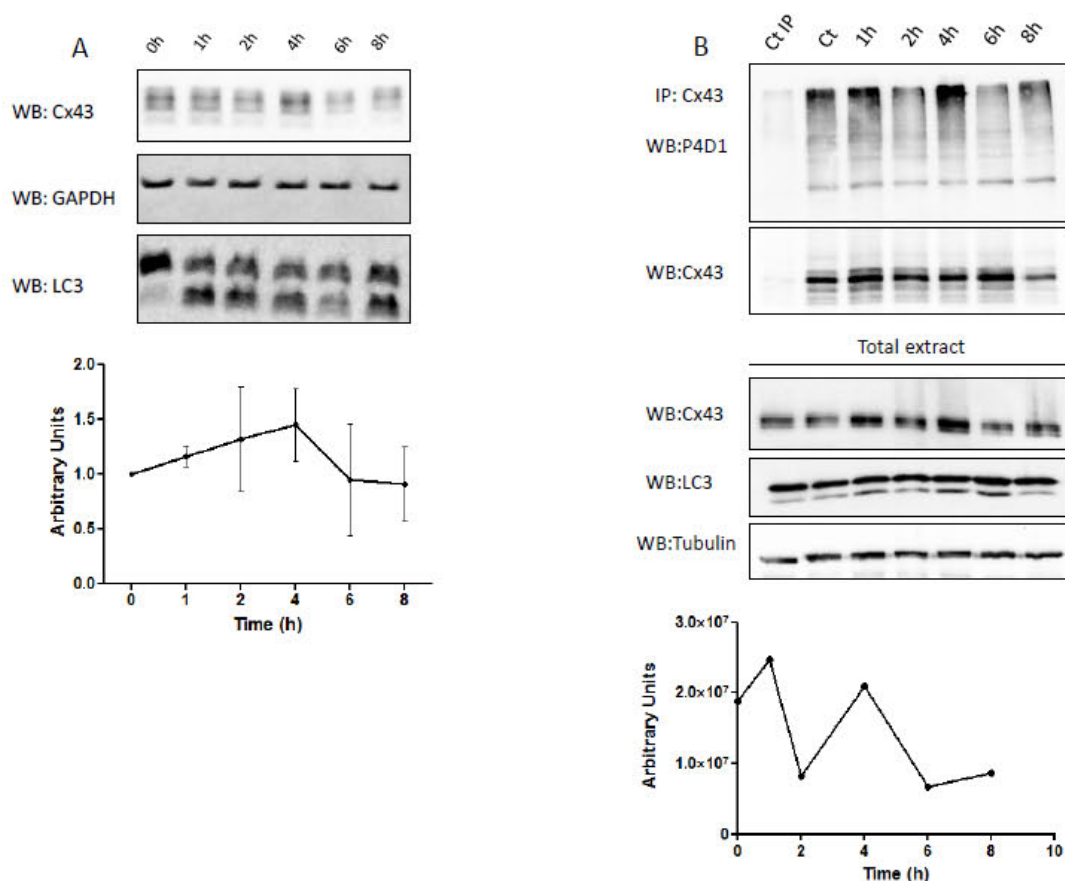 A
0h 1h 2h 4h 6h 8h
WB: Cx43
WB: GAPDH
WB: LC3
2.0
1.5
1.0
0.5
0.0
Arbitrary Units
0 1 2 4 6 8
Time (h)
B
Ct IP Ct 1h 2h 4h 6h 8h
IP: Cx43
WB:P4D1
WB:Cx43
Total extract
WB:Cx43
WB:LC3
WB:Tubulin
3.0×10⁷
2.0×10⁷
1.0×10⁷
0
Arbitrary Units
0 2 4 6 8 10
Time (h)